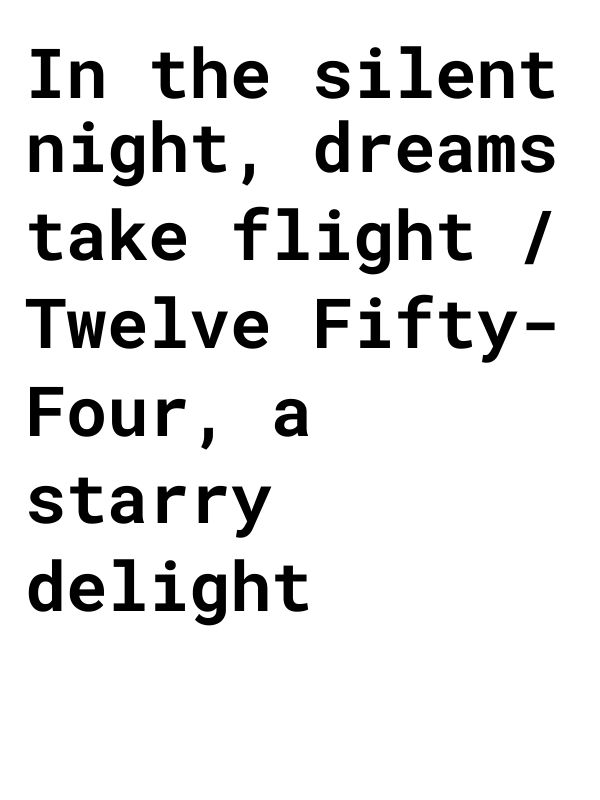 In the silent
night, dreams
take flight /
Twelve Fifty-
Four, a
starry
delight